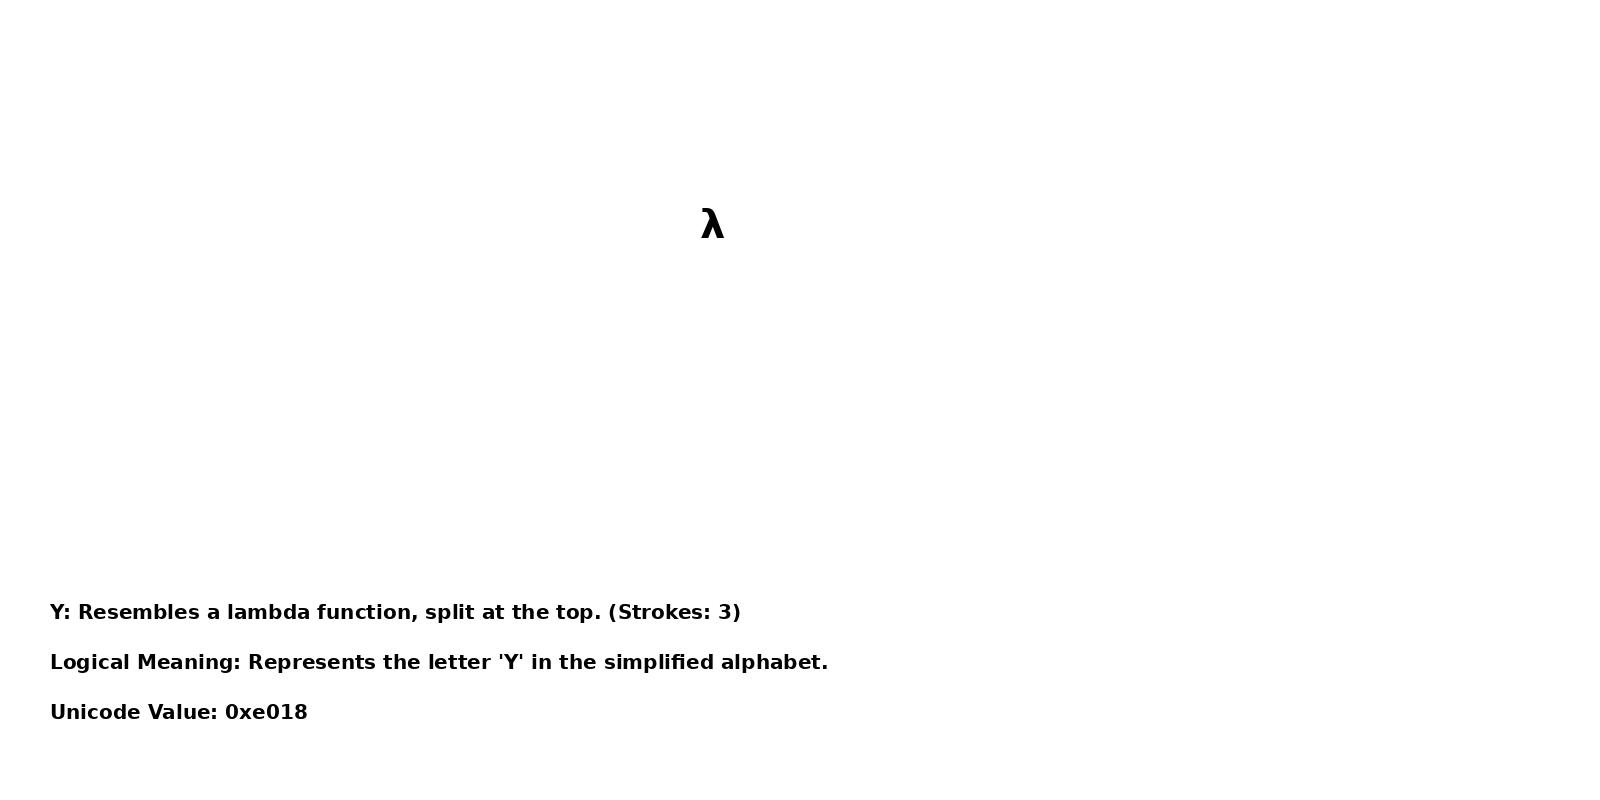 λ
Y: Resembles a lambda function, split at the top. (Strokes: 3)
Logical Meaning: Represents the letter 'Y' in the simplified alphabet.
Unicode Value: 0xe018